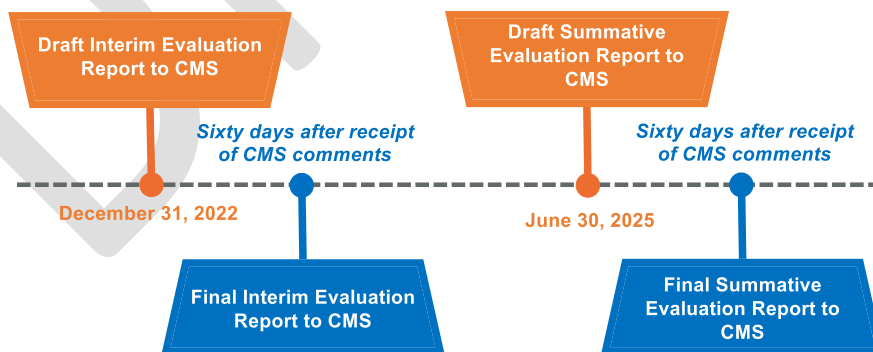 Draft Interim Evaluation
Report to CMS
Draft Summative
Evaluation Report to
CMS
Sixty days after receipt
of CMS comments
Sixty days after receipt
of CMS comments
December 31, 2022
June 30, 2025
Final Interim Evaluation
Report to CMS
Final Summative
Evaluation Report to
CMS